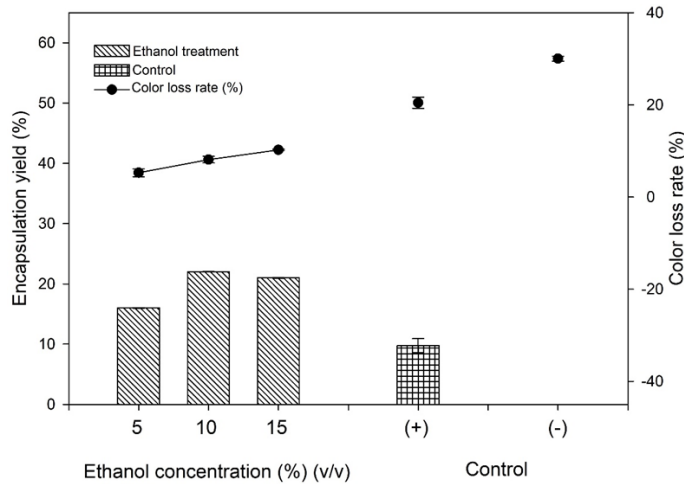 Encapsulation yield (%)
60
50
40
30
20
10
0
Ethanol treatment
Control
Color loss rate (%)
40
20
0
-20
-40
Color loss rate (%)
5 10 15 (+) (-)
Ethanol concentration (%) (v/v) Control